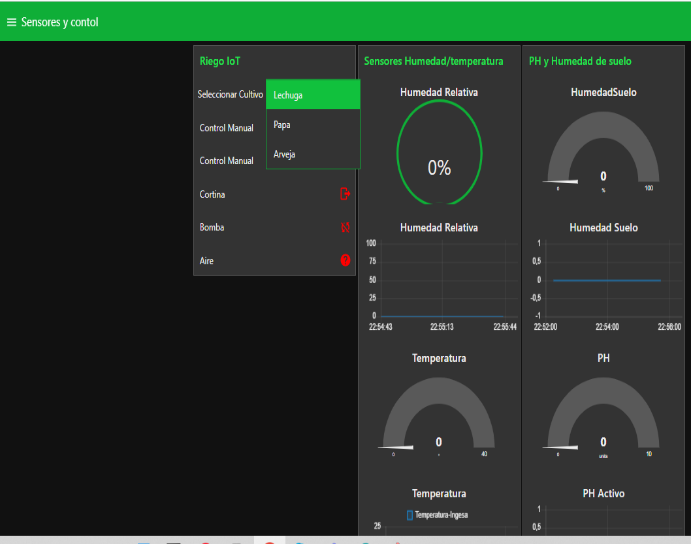 Sensores y contol
Riego IoT
Seleccionar Cultivo
Lechuga
Papa
Arveja
Control Manual
Control Manual
Cortina
Bomba
Aire
Sensores Humedad/temperatura
Humedad Relativa
0%
Humedad Relativa
100
75
50
25
0
22:54:43 22:55:13 22:55:44
Temperatura
0
0 40
Temperatura
Temperatura-Ingesa
25
PH y Humedad de suelo
HumedadSuelo
0
0 % 100
Humedad Suelo
1
0,5
0
-0,5
-1
22:52:00 22:54:00 22:56:00
PH
0
0 units 10
PH Activo
1
0,5